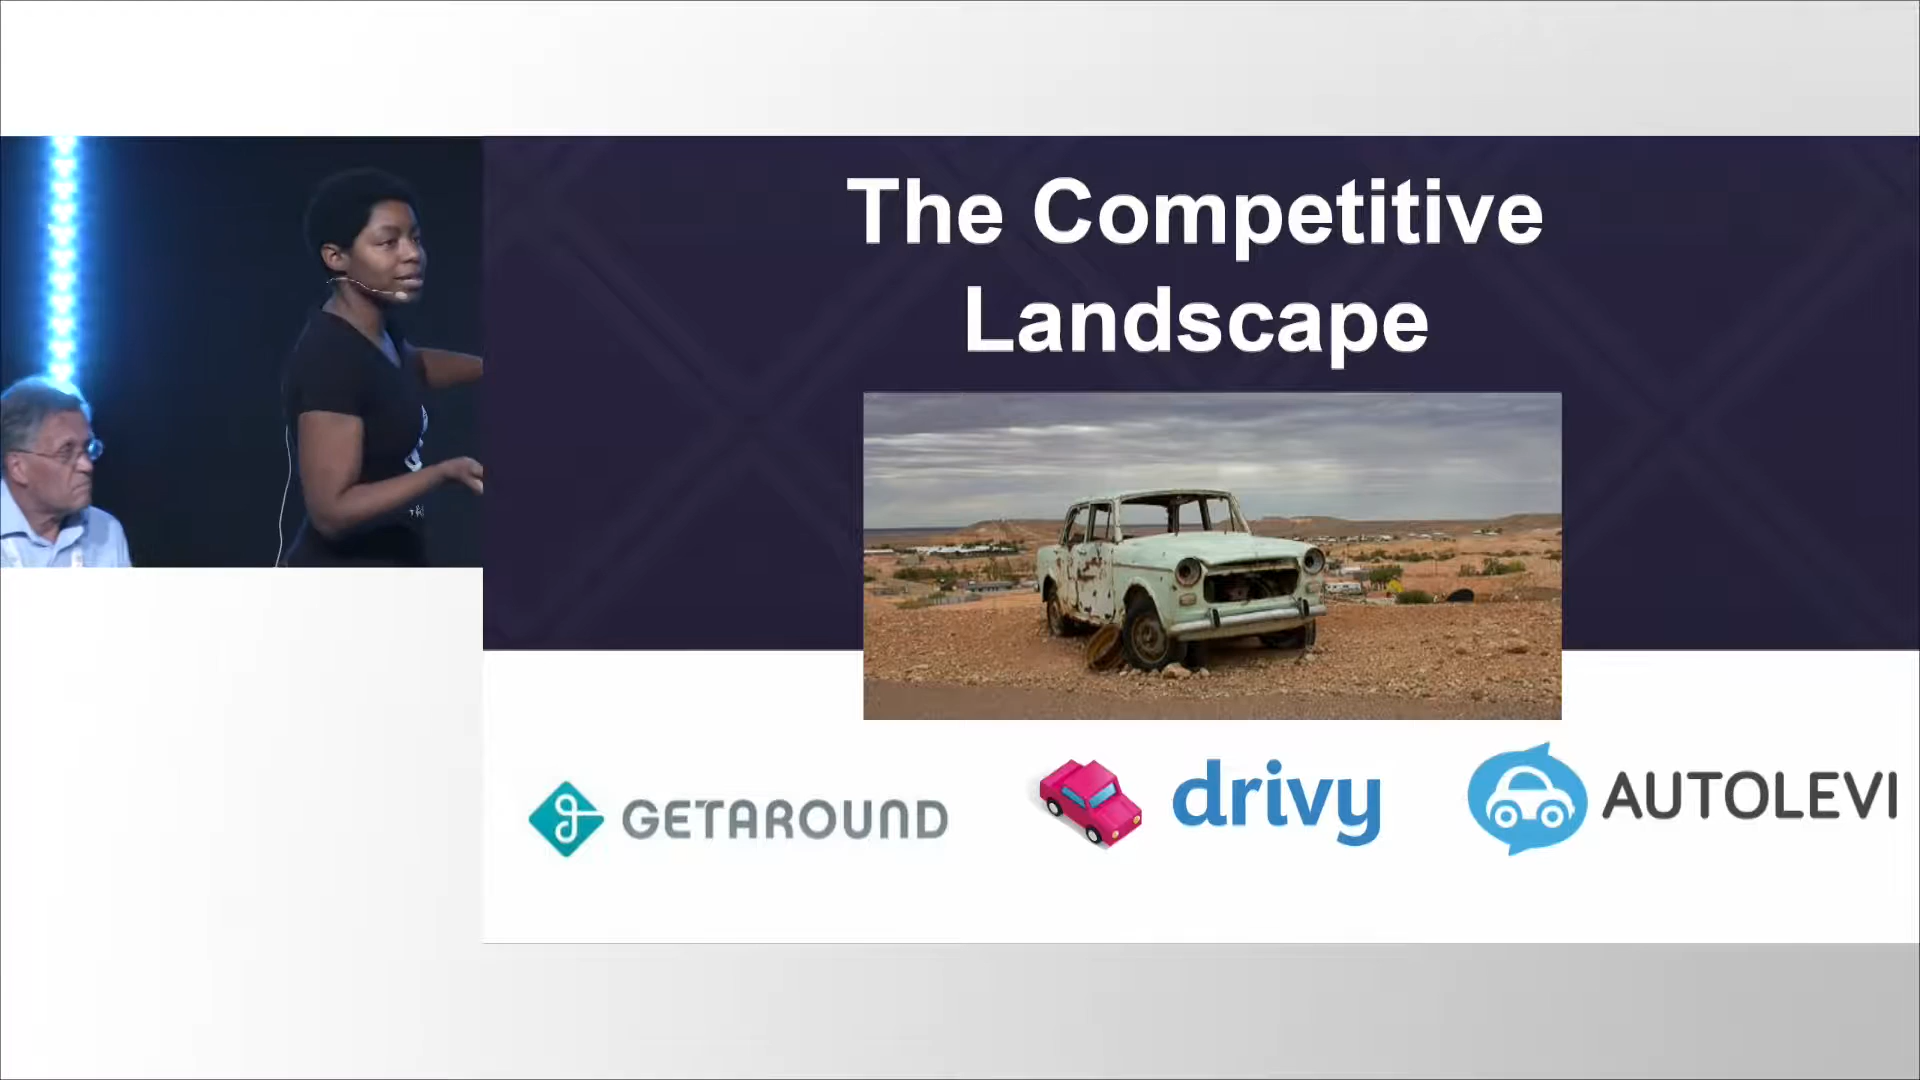 The Competitive
Landscape
GETAROUND
drivy
AUTOLEVI